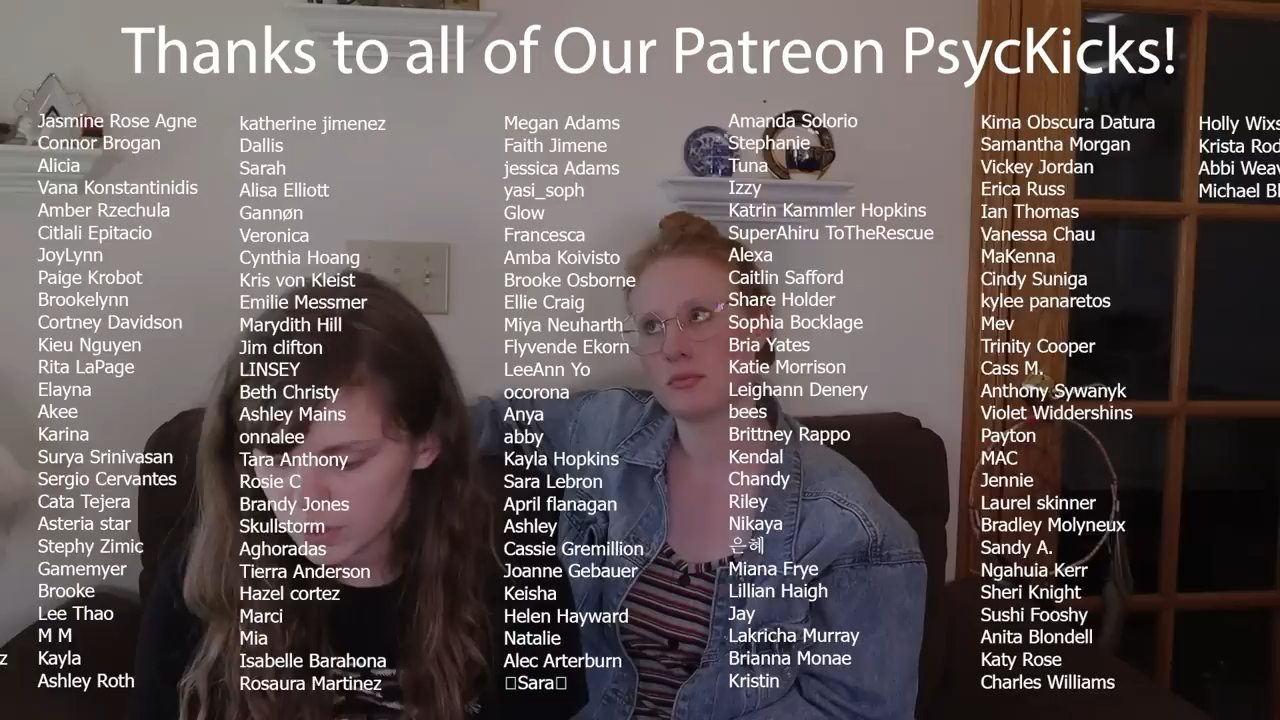 Thanks to all of Our Patreon PsycKicks!
Jasmine Rose Agne
Connor Brogan
Alicia
Vana Konstantinidis
Amber Rzechula
Citlali Epitacio
JoyLynn
Paige Krobot
Brookelynn
Cortney Davidson
Kieu Nguyen
Rita LaPage
Elayna
Akee
Karina
Surya Srinivasan
Sergio Cervantes
Cata Tejera
Asteria star
Stephy Zimic
Gamemyer
Brooke
Lee Thao
M M
z
Kayla
Ashley Roth
katherine jimenez
Dallis
Sarah
Alisa Elliott
Gannøn
Veronica
Cynthia Hoang
Kris von Kleist
Emilie Messmer
Marydith Hill
Jim clifton
LINSEY
Beth Christy
Ashley Mains
onnalee
Tara Anthony
Rosie C
Brandy Jones
Skullstorm
Aghoradas
Tierra Anderson
Hazel cortez
Marci
Mia
Isabelle Barahona
Rosaura Martinez
Megan Adams
Faith Jimene
jessica Adams
yasi_soph
Glow
Francesca
Amba Koivisto
Brooke Osborne
Ellie Craig
Miya Neuharth
Flyvende Ekorn
LeeAnn Yo
ocorona
Anya
abby
Kayla Hopkins
Sara Lebron
April flanagan
Ashley
Cassie Gremillion
Joanne Gebauer
Keisha
Helen Hayward
Natalie
Alec Arterburn
▯Sara▯
Amanda Solorio
Stephanie
Tuna
Izzy
Katrin Kammler Hopkins
SuperAhiru ToTheRescue
Alexa
Caitlin Safford
Share Holder
Sophia Bocklage
Bria Yates
Katie Morrison
Leighann Denery
bees
Brittney Rappo
Kendal
Chandy
Riley
Nikaya
은혜
Miana Frye
Lillian Haigh
Jay
Lakricha Murray
Brianna Monae
Kristin
Kima Obscura Datura
Samantha Morgan
Vickey Jordan
Erica Russ
Ian Thomas
Vanessa Chau
MaKenna
Cindy Suniga
kylee panaretos
Mev
Trinity Cooper
Cass M.
Anthony Sywanyk
Violet Widdershins
Payton
MAC
Jennie
Laurel skinner
Bradley Molyneux
Sandy A.
Ngahuia Kerr
Sheri Knight
Sushi Fooshy
Anita Blondell
Katy Rose
Charles Williams
Holly Wixs
Krista Rod
Abbi Weav
Michael Bl